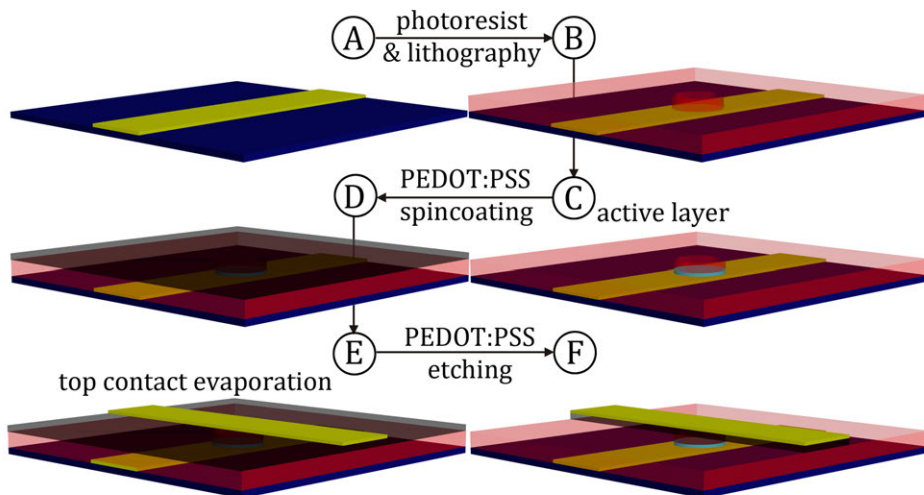 A photoresist B
& lithography
D PEDOT:PSS C
spincoating active layer
E PEDOT:PSS F
etching
top contact evaporation